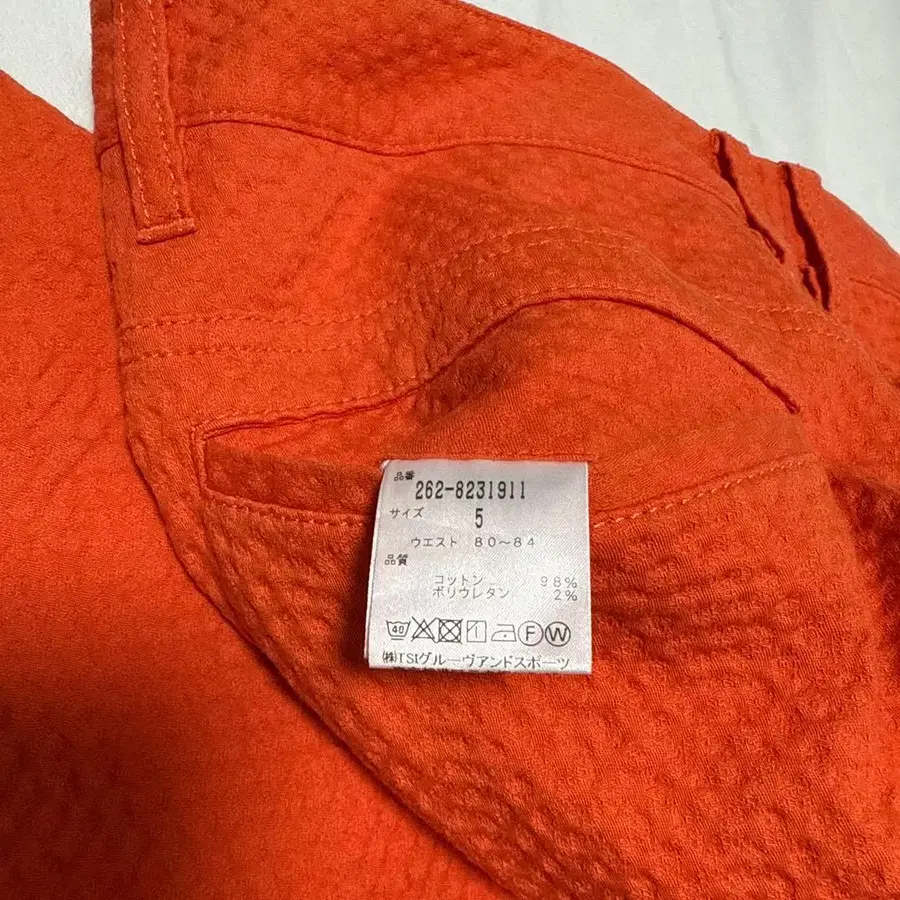 品番
262-8231911
サイズ 5
ウエスト 80〜84
品質
コットン 98%
ポリウレタン 2%
40 F W
㈱TSIグルーヴアンドスポーツ